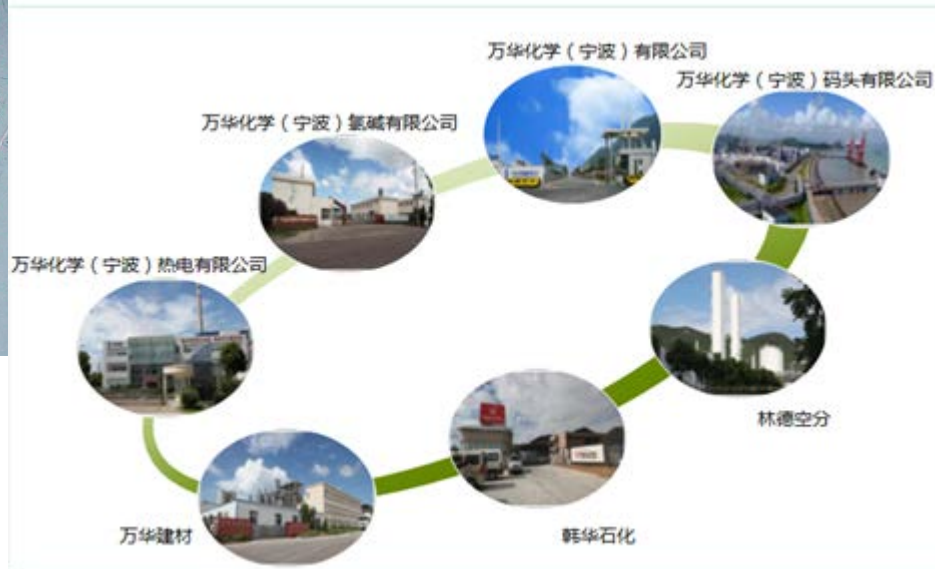 万华化学（宁波）有限公司
万华化学（宁波）码头有限公司
万华化学（宁波）氯碱有限公司
万华化学（宁波）热电有限公司
林德空分
万华建材
韩华石化